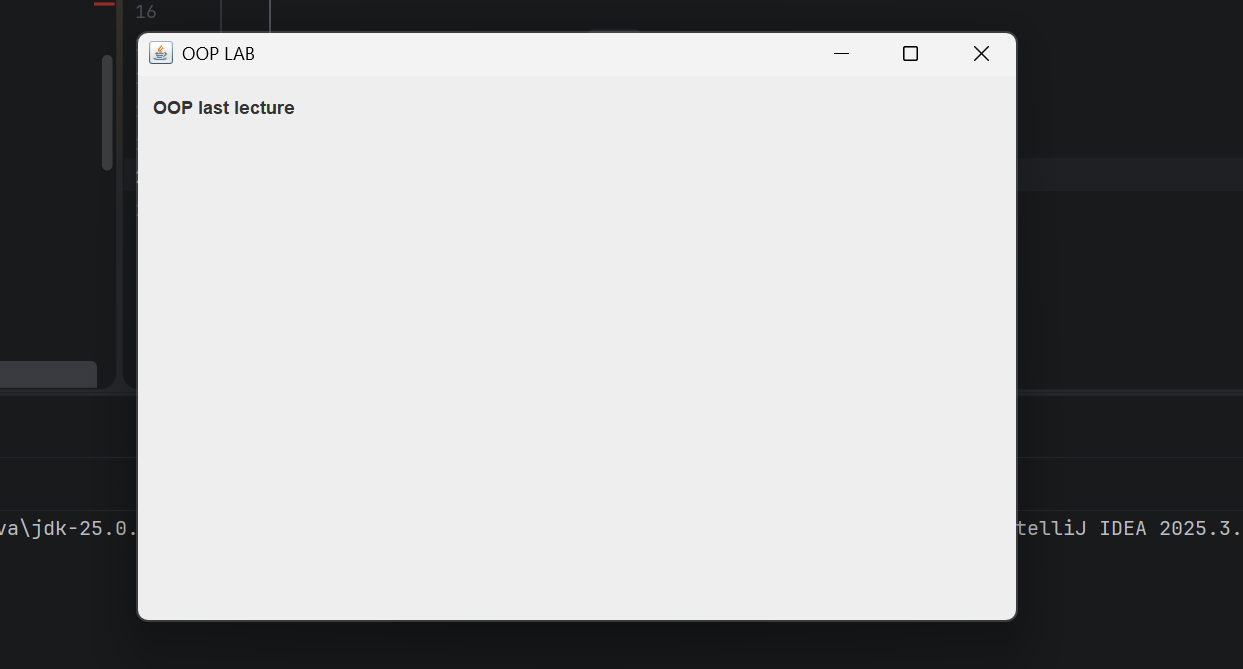 16
OOP LAB
OOP last lecture
va\jdk-25.0.
telliJ IDEA 2025.3.